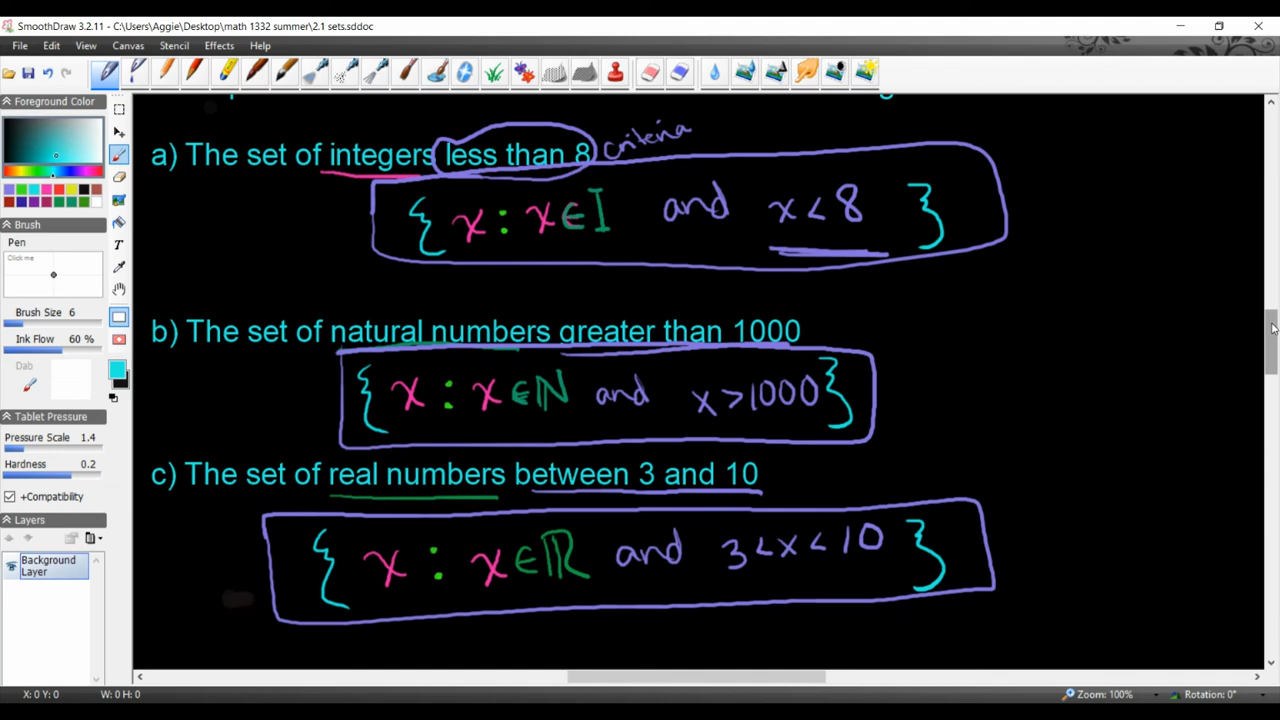 SmoothDraw 3.2.11 - C:\Users\Aggie\Desktop\math 1332 summer\2.1 sets.sddoc
File Edit View Canvas Stencil Effects Help
Foreground Color
Brush
Pen
Click me
Brush Size 6
Ink Flow 60 %
Dab
Tablet Pressure
Pressure Scale 1.4
Hardness 0.2
+Compatibility
Layers
Background Layer
a) The set of integers less than 8 criteria
{ x : x ∈ I and x < 8 }
b) The set of natural numbers greater than 1000
{ x : x ∈ ℕ and x > 1000 }
c) The set of real numbers between 3 and 10
{ x : x ∈ ℝ and 3 < x < 10 }
X: 0 Y: 0 W: 0 H: 0 Zoom: 100% Rotation: 0°